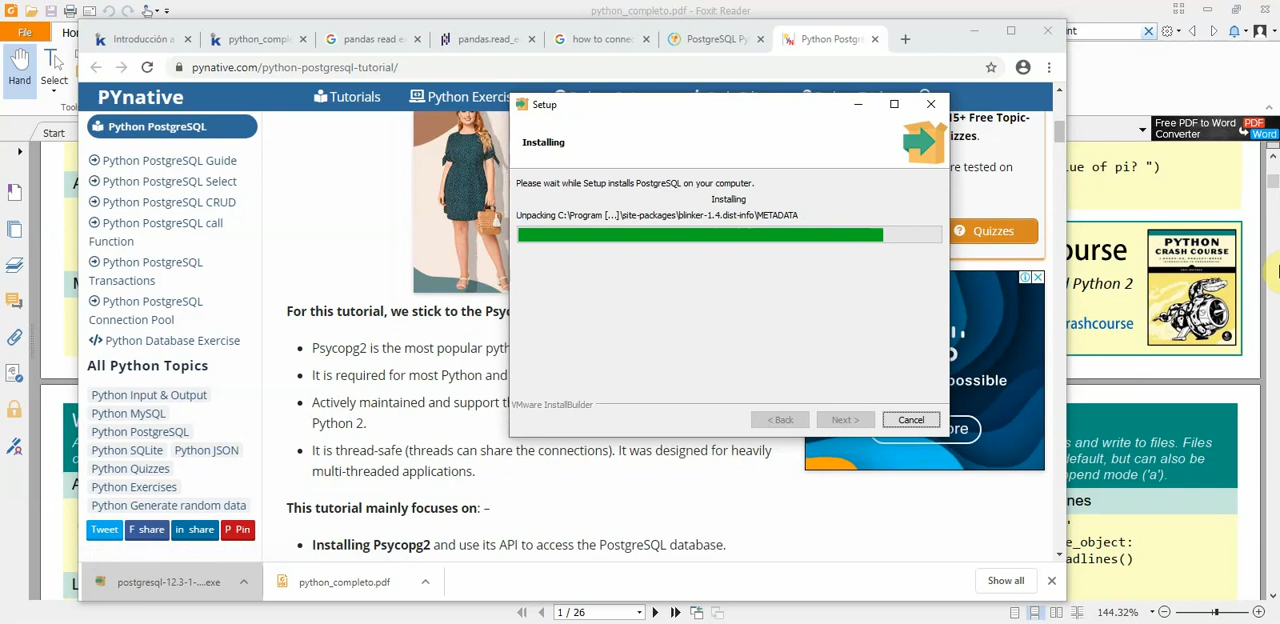 python_completo.pdf - Foxit Reader
File
Ho
Hand
Select
Tools
Start
Introducción a
python_comple
pandas read e
pandas.read_e
how to connec
PostgreSQL Py
Python Postgre
pynative.com/python-postgresql-tutorial/
PYnative
Tutorials
Python Exerci
Python PostgreSQL
Python PostgreSQL Guide
Python PostgreSQL Select
Python PostgreSQL CRUD
Python PostgreSQL call
Function
Python PostgreSQL
Transactions
Python PostgreSQL
Connection Pool
Python Database Exercise
All Python Topics
Python Input & Output
Python MySQL
Python PostgreSQL
Python SQLite
Python JSON
Python Quizzes
Python Exercises
Python Generate random data
Tweet
F share
in share
P Pin
For this tutorial, we stick to the Psyc
Psycopg2 is the most popular pyth
It is required for most Python and
Actively maintained and support th
Python 2.
It is thread-safe (threads can share the connections). It was designed for heavily
multi-threaded applications.
This tutorial mainly focuses on: –
Installing Psycopg2 and use its API to access the PostgreSQL database.
Setup
Installing
Please wait while Setup installs PostgreSQL on your computer.
Installing
Unpacking C:\Program [...]\site-packages\blinker-1.4.dist-info\METADATA
VMware InstallBuilder
< Back
Next >
Cancel
15+ Free Topic-
izzes.
re tested on
Quizzes
possible
ore
nt
Free PDF to Word
Converter
PDF
Word
ue of pi? ")
ourse
d Python 2
rashcourse
PYTHON
CRASH COURSE
s and write to files. Files
default, but can also be
ppend mode ('a').
nes
e_object:
adlines()
postgresql-12.3-1-....exe
python_completo.pdf
Show all
1 / 26
144.32%